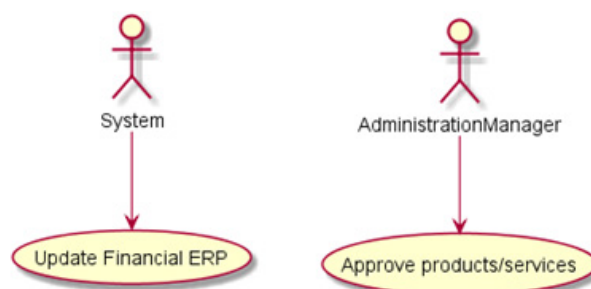 System
AdministrationManager
Update Financial ERP
Approve products/services